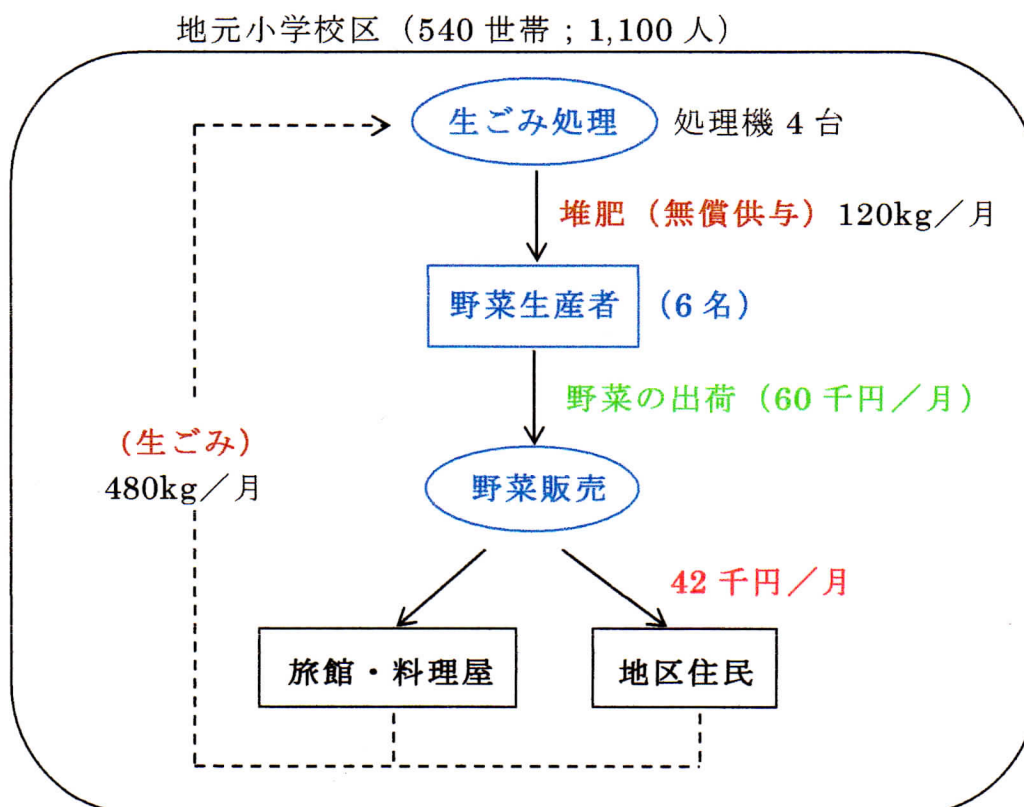 地元小学校区（540 世帯；1,100 人）
生ごみ処理 処理機 4 台
堆肥（無償供与）120kg／月
野菜生産者 （6 名）
野菜の出荷（60 千円／月）
（生ごみ）
480kg／月
野菜販売
42 千円／月
旅館・料理屋
地区住民